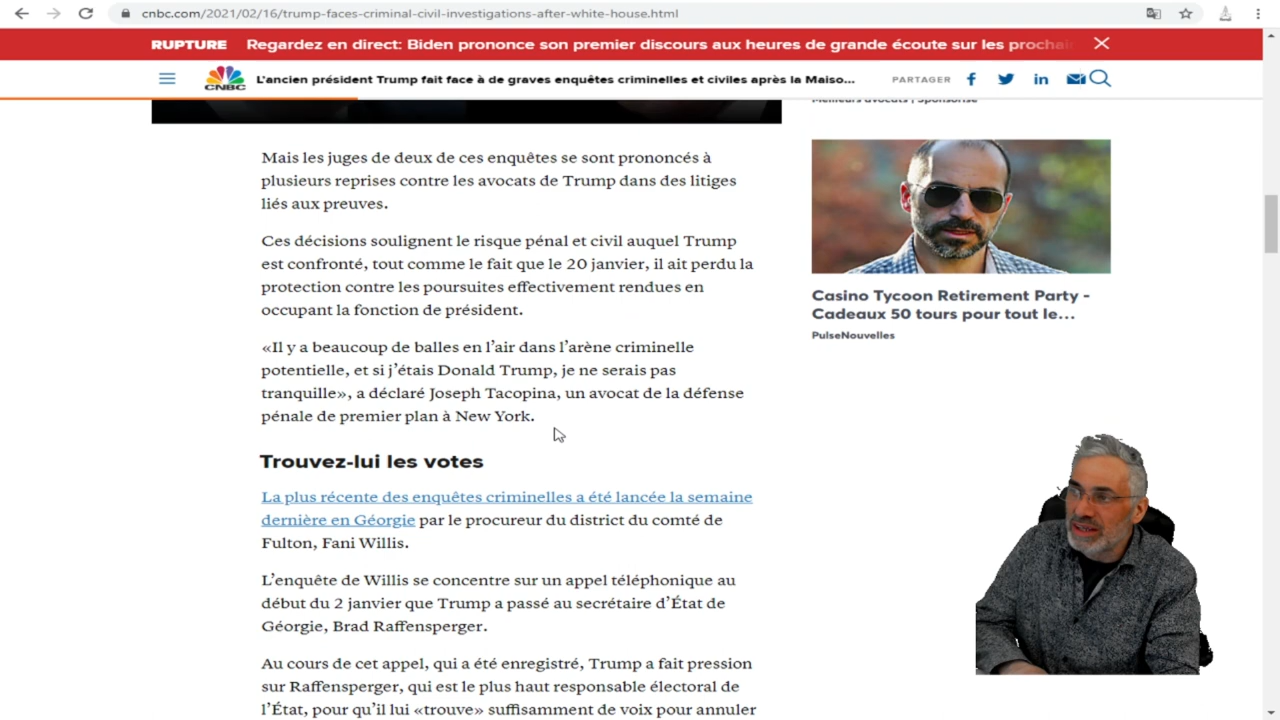 cnbc.com/2021/02/16/trump-faces-criminal-civil-investigations-after-white-house.html
RUPTURE Regardez en direct: Biden prononce son premier discours aux heures de grande écoute sur les prochai
CNBC L'ancien président Trump fait face à de graves enquêtes criminelles et civiles après la Maiso... PARTAGER
Meilleurs avocats | Sponsorisé
Mais les juges de deux de ces enquêtes se sont prononcés à
plusieurs reprises contre les avocats de Trump dans des litiges
liés aux preuves.
Ces décisions soulignent le risque pénal et civil auquel Trump
est confronté, tout comme le fait que le 20 janvier, il ait perdu la
protection contre les poursuites effectivement rendues en
occupant la fonction de président.
«Il y a beaucoup de balles en l'air dans l'arène criminelle
potentielle, et si j'étais Donald Trump, je ne serais pas
tranquille», a déclaré Joseph Tacopina, un avocat de la défense
pénale de premier plan à New York.
Trouvez-lui les votes
La plus récente des enquêtes criminelles a été lancée la semaine
dernière en Géorgie par le procureur du district du comté de
Fulton, Fani Willis.
L'enquête de Willis se concentre sur un appel téléphonique au
début du 2 janvier que Trump a passé au secrétaire d'État de
Géorgie, Brad Raffensperger.
Au cours de cet appel, qui a été enregistré, Trump a fait pression
sur Raffensperger, qui est le plus haut responsable électoral de
l'État, pour qu'il lui «trouve» suffisamment de voix pour annuler
Casino Tycoon Retirement Party -
Cadeaux 50 tours pour tout le...
PulseNouvelles